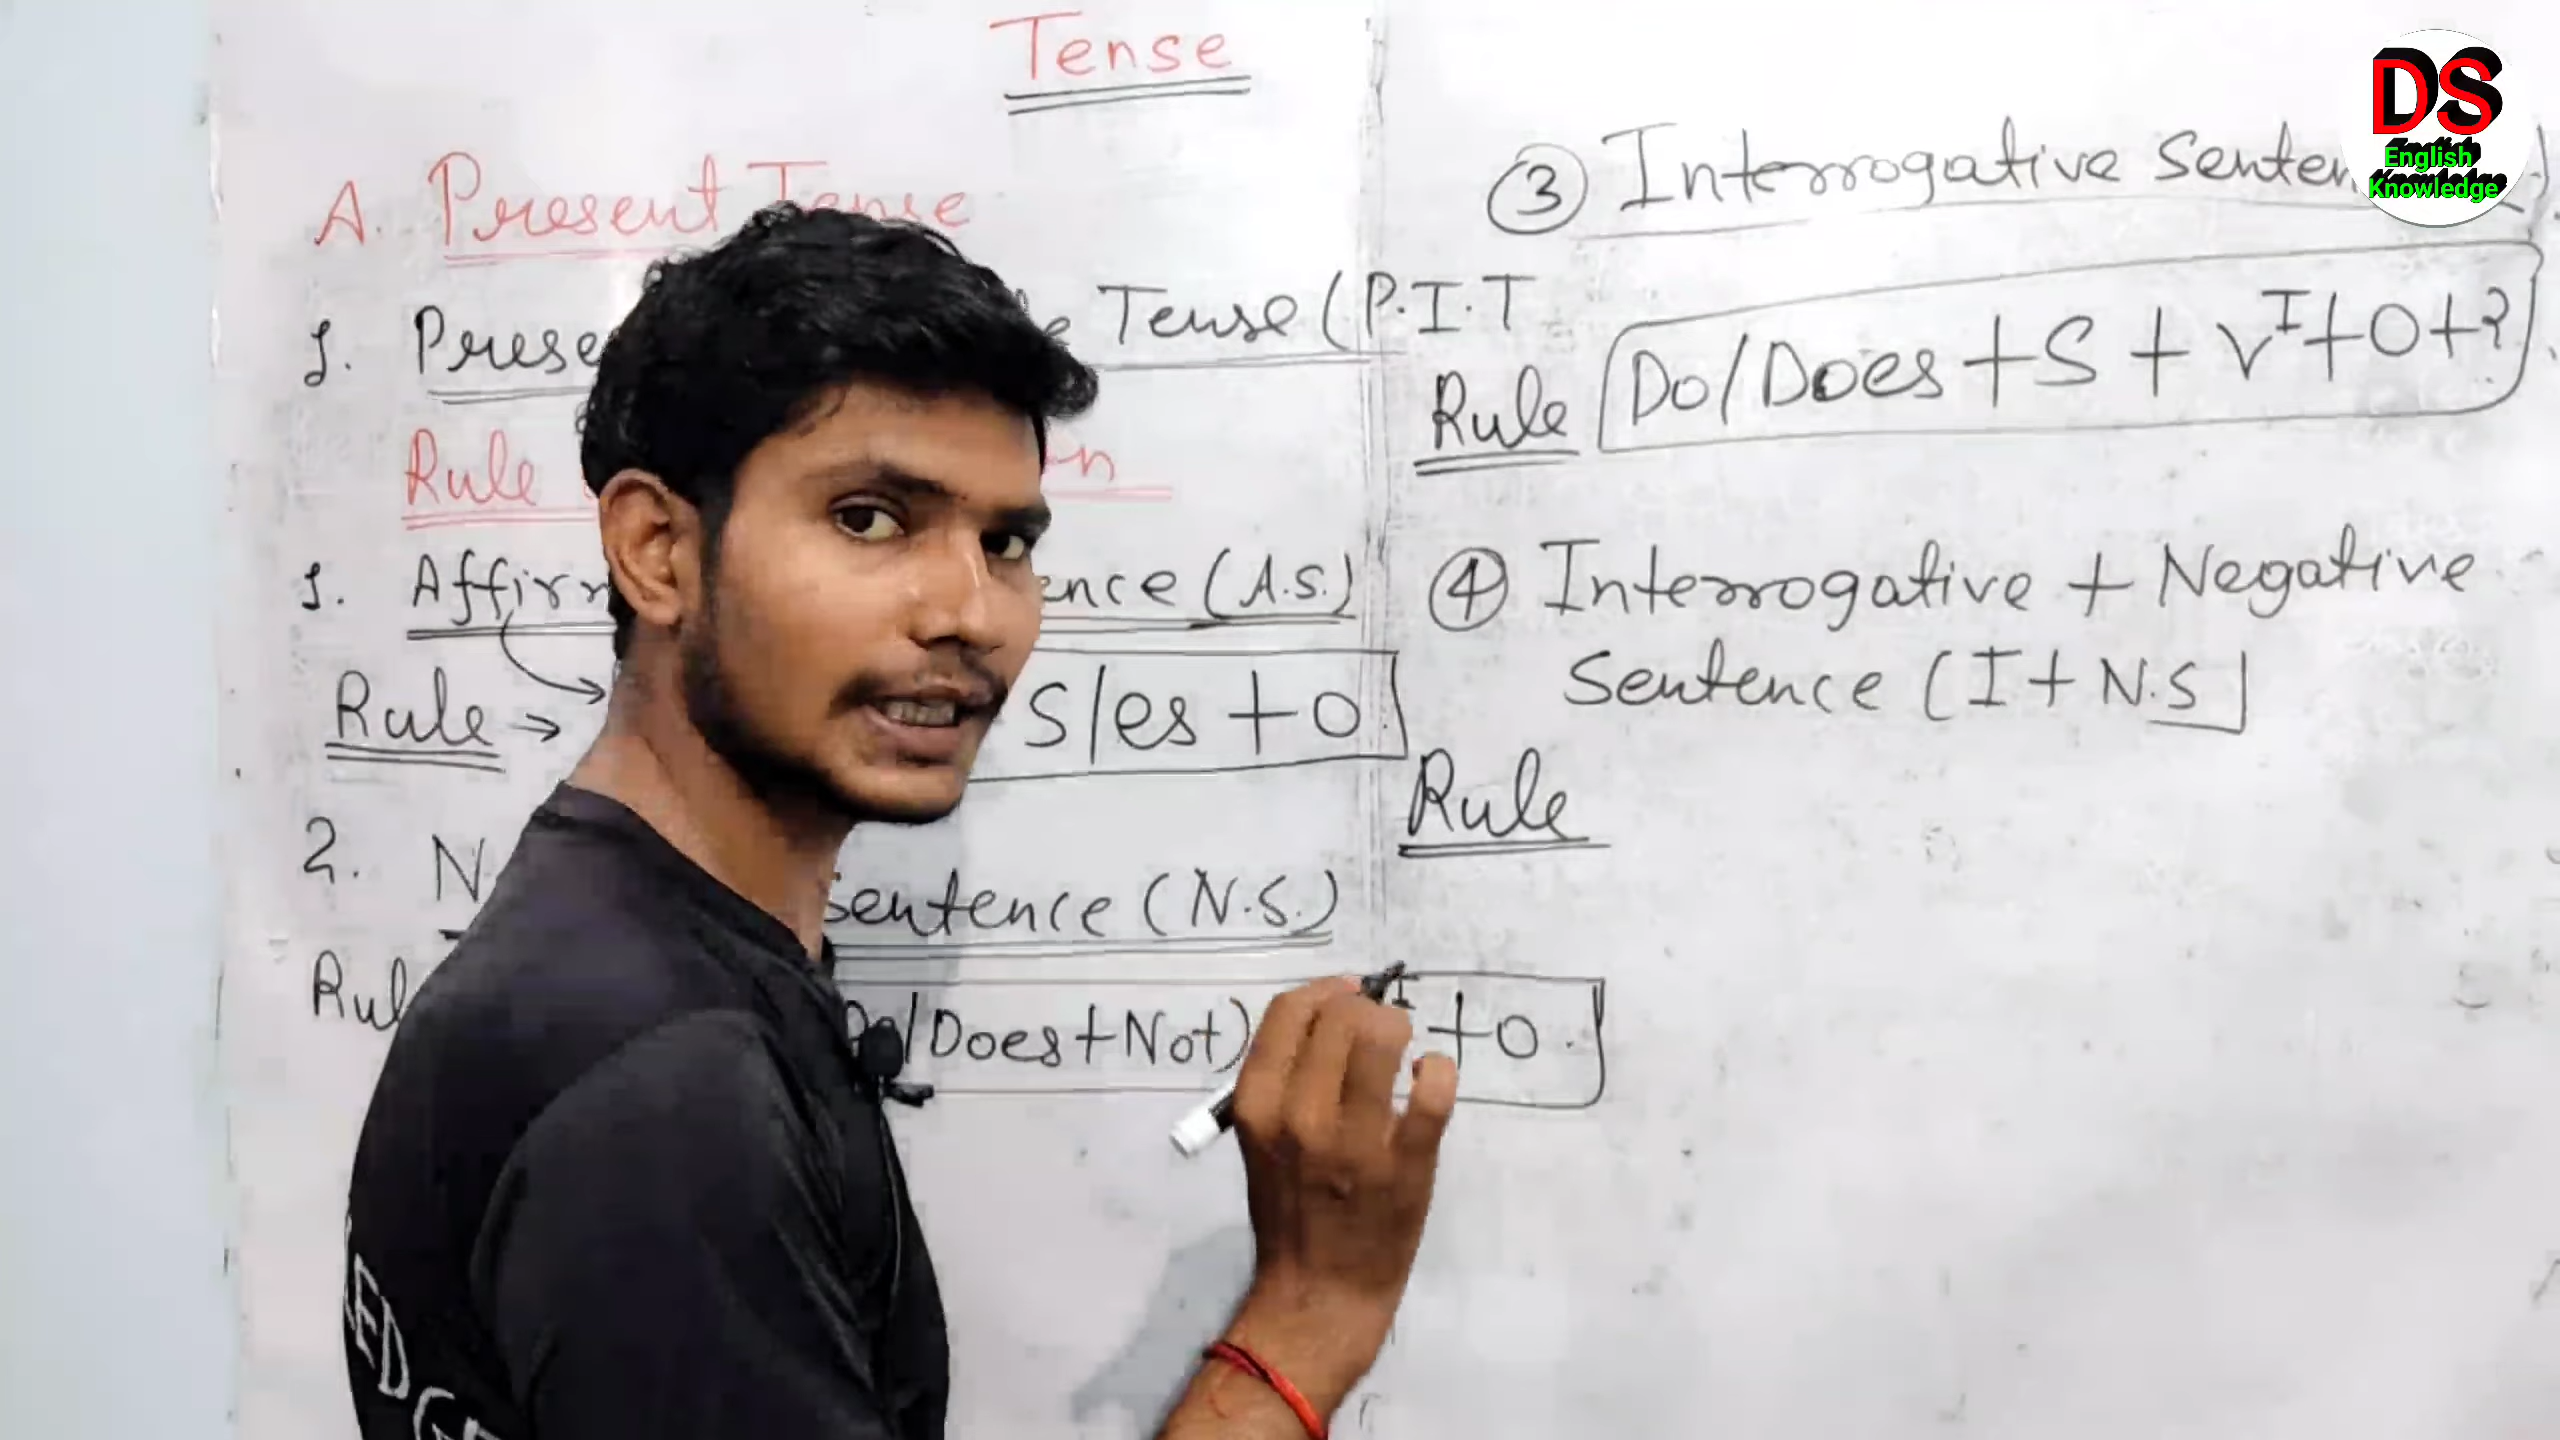 Tense
A. Present Tense
1. Prese Tense (P.I.T
Rule
1. Affirm ence (A.S.)
Rule → S/es + O.
2. N Sentence (N.S.)
Rul Do/Does + Not) I + O.
③ Interrogative Senten
Rule Do/Does + S + V I + O + ?
④ Interrogative + Negative
Sentence (I + N.S)
Rule
DS
English
Knowledge